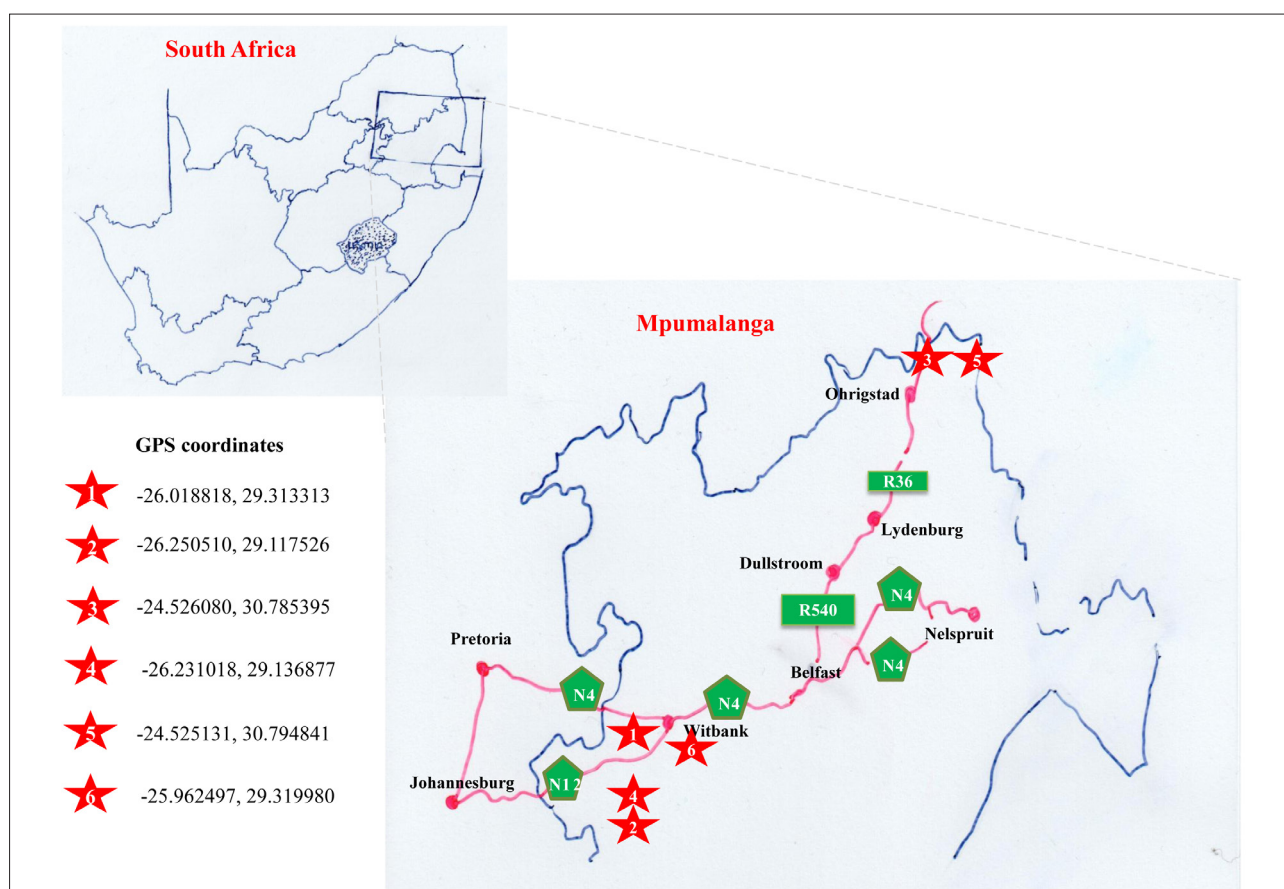 South Africa
Mpumalanga
3
5
Ohrigstad
R36
Lydenburg
Dullstroom
R540
N4
N4
Nelspruit
Belfast
Pretoria
N4
N4
Witbank
1
6
Johannesburg
N12
4
2
GPS coordinates
1 -26.018818, 29.313313
2 -26.250510, 29.117526
3 -24.526080, 30.785395
4 -26.231018, 29.136877
5 -24.525131, 30.794841
6 -25.962497, 29.319980